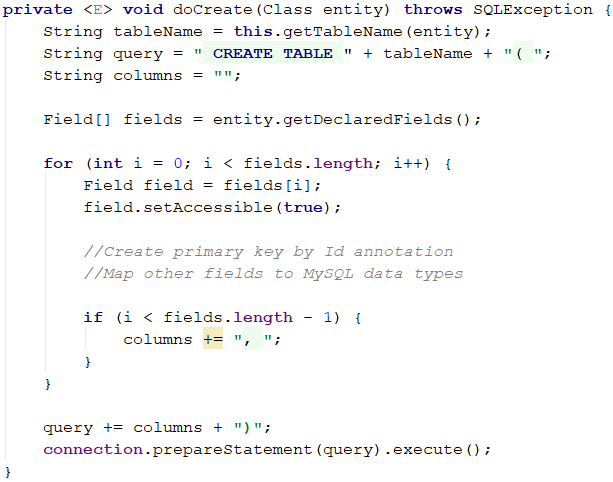 private <E> void doCreate(Class entity) throws SQLException {
    String tableName = this.getTableName(entity);
    String query = " CREATE TABLE " + tableName + "( ";
    String columns = "";

    Field[] fields = entity.getDeclaredFields();

    for (int i = 0; i < fields.length; i++) {
        Field field = fields[i];
        field.setAccessible(true);

        //Create primary key by Id annotation
        //Map other fields to MySQL data types

        if (i < fields.length - 1) {
            columns += ", ";
        }
    }

    query += columns + ")";
    connection.prepareStatement(query).execute();
}